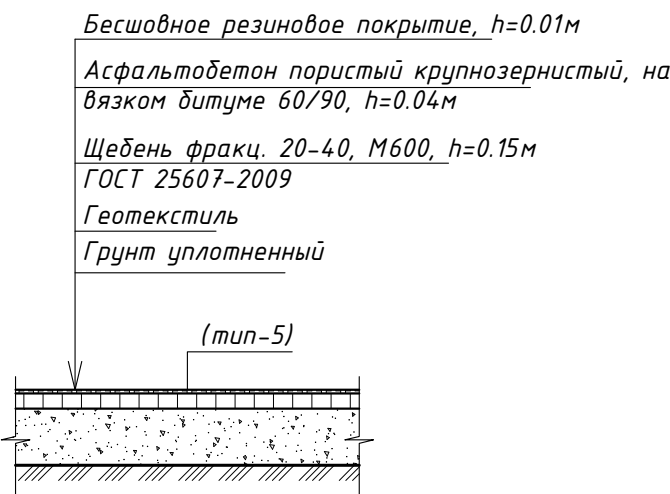 Бесшовное резиновое покрытие, h=0.01м
Асфальтобетон пористый крупнозернистый, на
вязком битуме 60/90, h=0.04м
Щебень фракц. 20-40, М600, h=0.15м
ГОСТ 25607-2009
Геотекстиль
Грунт уплотненный
(тип-5)